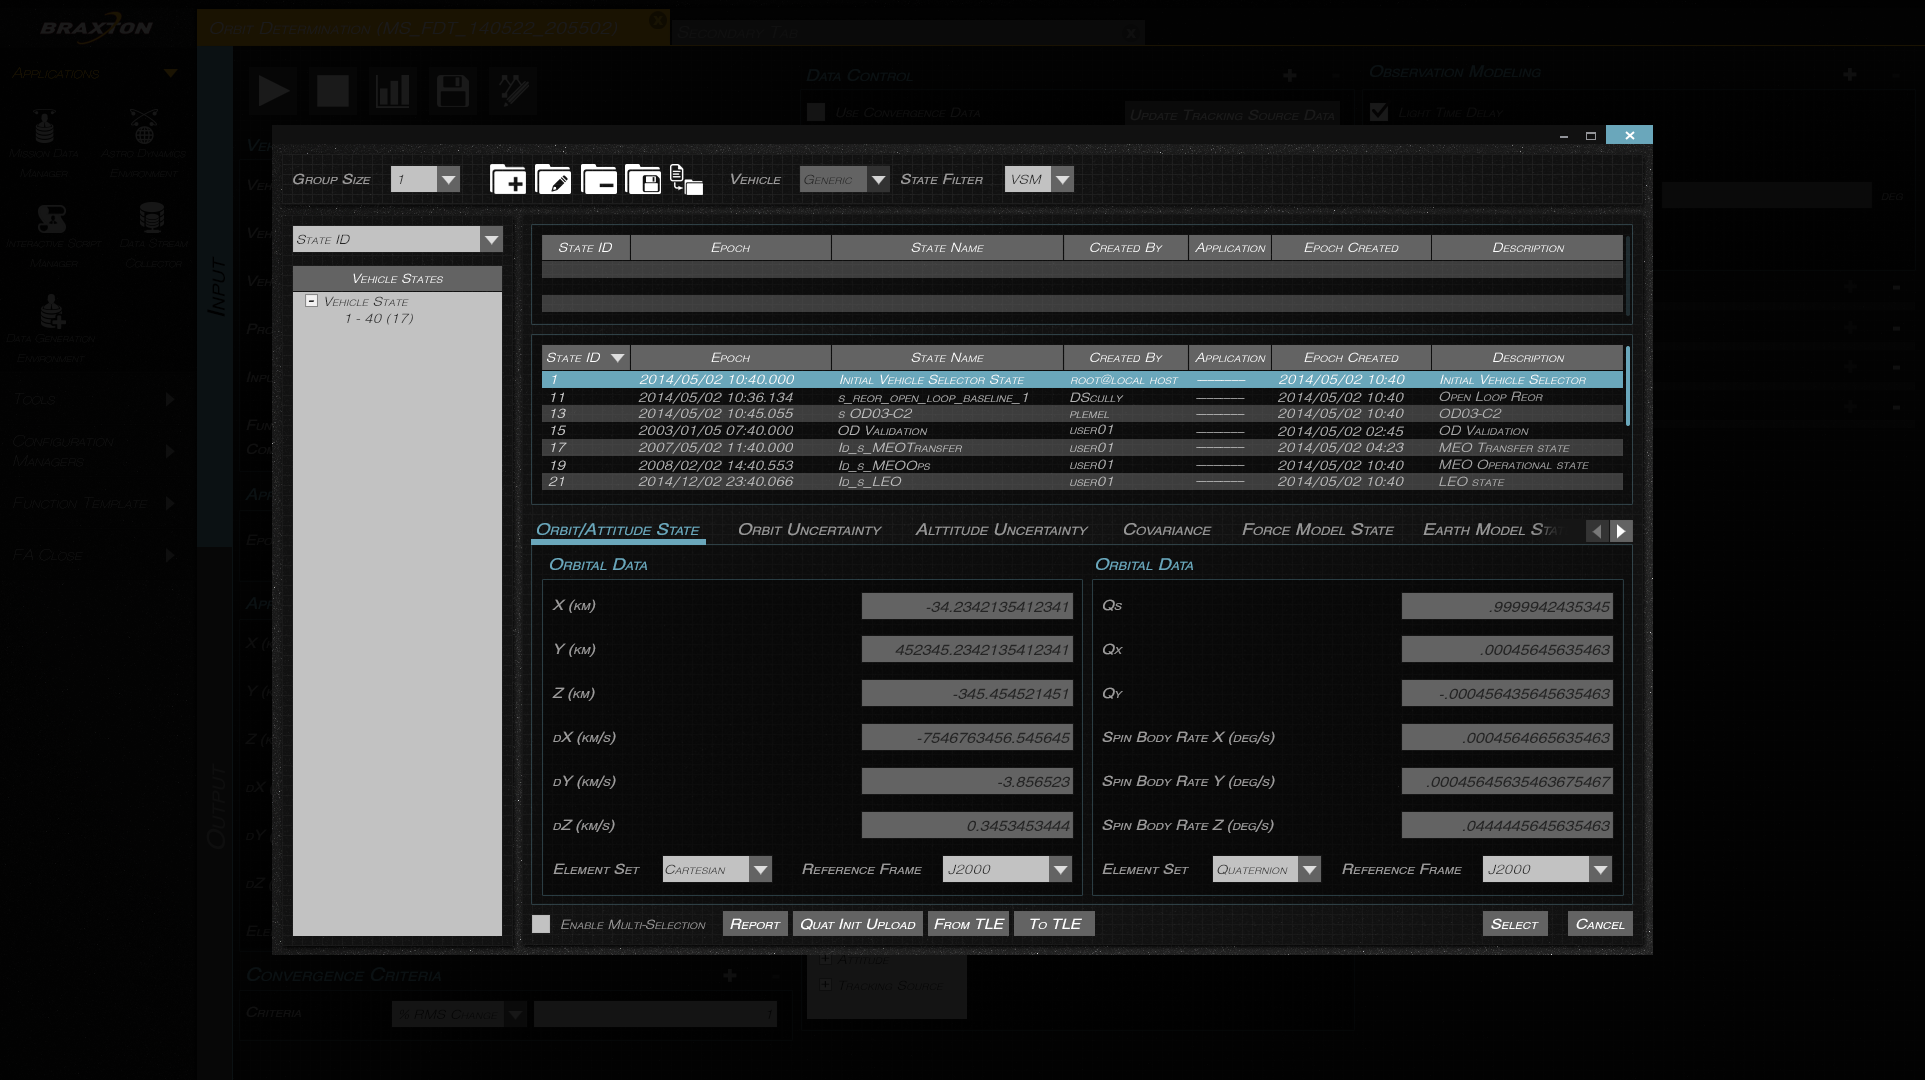 BRAXTON
Orbit Determination (MS_FDT_140522_205502)
Secondary Tab
Applications
Mission Data Manager
Astro Dynamics Environment
Interactive Script Manager
Data Stream Collector
Data Generation Environment
Tools
Configuration Managers
Function Template
FA Close
Input
Output
Data Control
Use Convergence Data
Update Tracking Source Data
Observation Modeling
Light Time Delay
deg
Group Size
1
Vehicle
Generic
State Filter
VSM
State ID
Vehicle States
Vehicle State
1 - 40 (17)
State ID Epoch State Name Created By Application Epoch Created Description
State ID Epoch State Name Created By Application Epoch Created Description
1 2014/05/02 10:40.000 Initial Vehicle Selector State root@local host ------- 2014/05/02 10:40 Initial Vehicle Selector
11 2014/05/02 10:36.134 s_reor_open_loop_baseline_1 DScully ------- 2014/05/02 10:40 Open Loop Reor
13 2014/05/02 10:45.055 s OD03-C2 plemel ------- 2014/05/02 10:40 OD03-C2
15 2003/01/05 07:40.000 OD Validation user01 ------- 2014/05/02 02:45 OD Validation
17 2007/05/02 11:40.000 Id_s_MEOTransfer user01 ------- 2014/05/02 04:23 MEO Transfer state
19 2008/02/02 14:40.553 Id_s_MEOOps user01 ------- 2014/05/02 10:40 MEO Operational state
21 2014/12/02 23:40.066 Id_s_LEO user01 ------- 2014/05/02 10:40 LEO state
Orbit/Attitude State Orbit Uncertainty Alttitude Uncertainty Covariance Force Model State Earth Model Stat
Orbital Data
X (km) -34.2342135412341
Y (km) 452345.2342135412341
Z (km) -345.454521451
dX (km/s) -7546763456.545645
dY (km/s) -3.856523
dZ (km/s) 0.3453453444
Element Set Cartesian Reference Frame J2000
Orbital Data
Qs .9999942435345
Qx .00045645635463
Qy -.000456435645635463
Spin Body Rate X (deg/s) .0004564665635463
Spin Body Rate Y (deg/s) .00045645635463675467
Spin Body Rate Z (deg/s) .0444445645635463
Element Set Quaternion Reference Frame J2000
Enable Multi-Selection Report Quat Init Upload From TLE To TLE Select Cancel
Attitude
Tracking Source
Convergence Criteria
Criteria % RMS Change 1